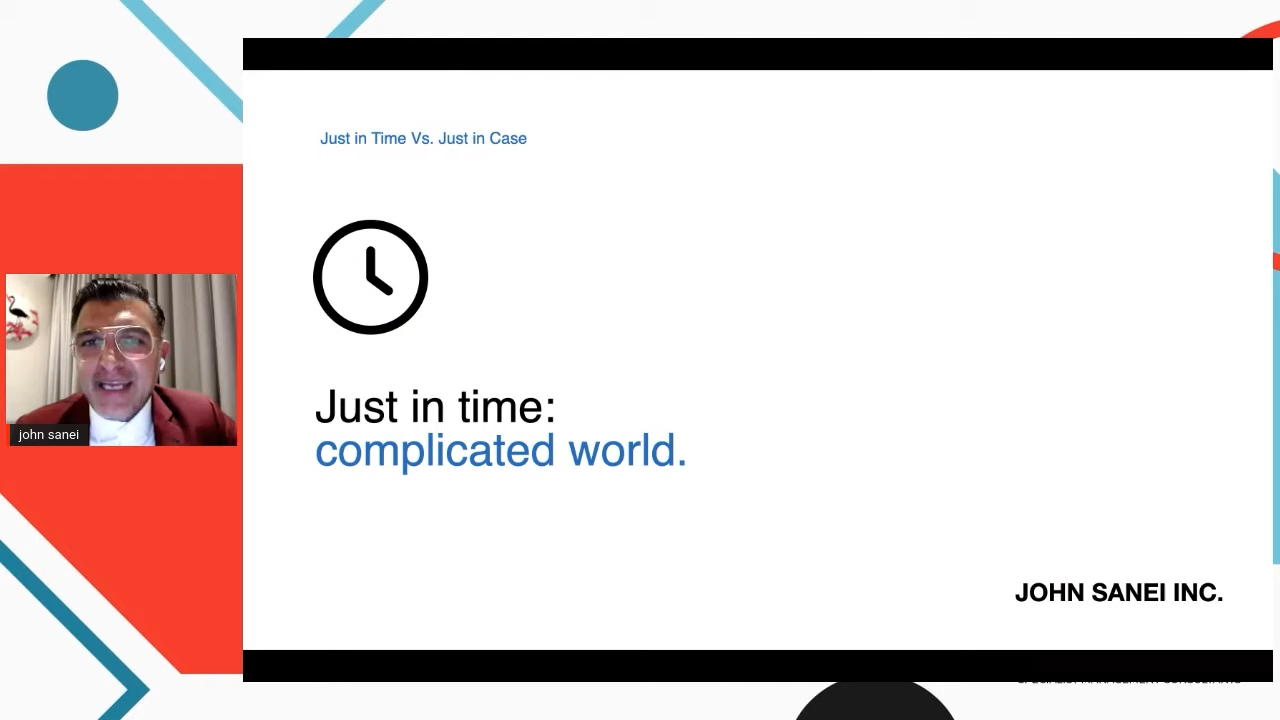 Just in Time Vs. Just in Case
Just in time:
complicated world.
john sanei
JOHN SANEI INC.